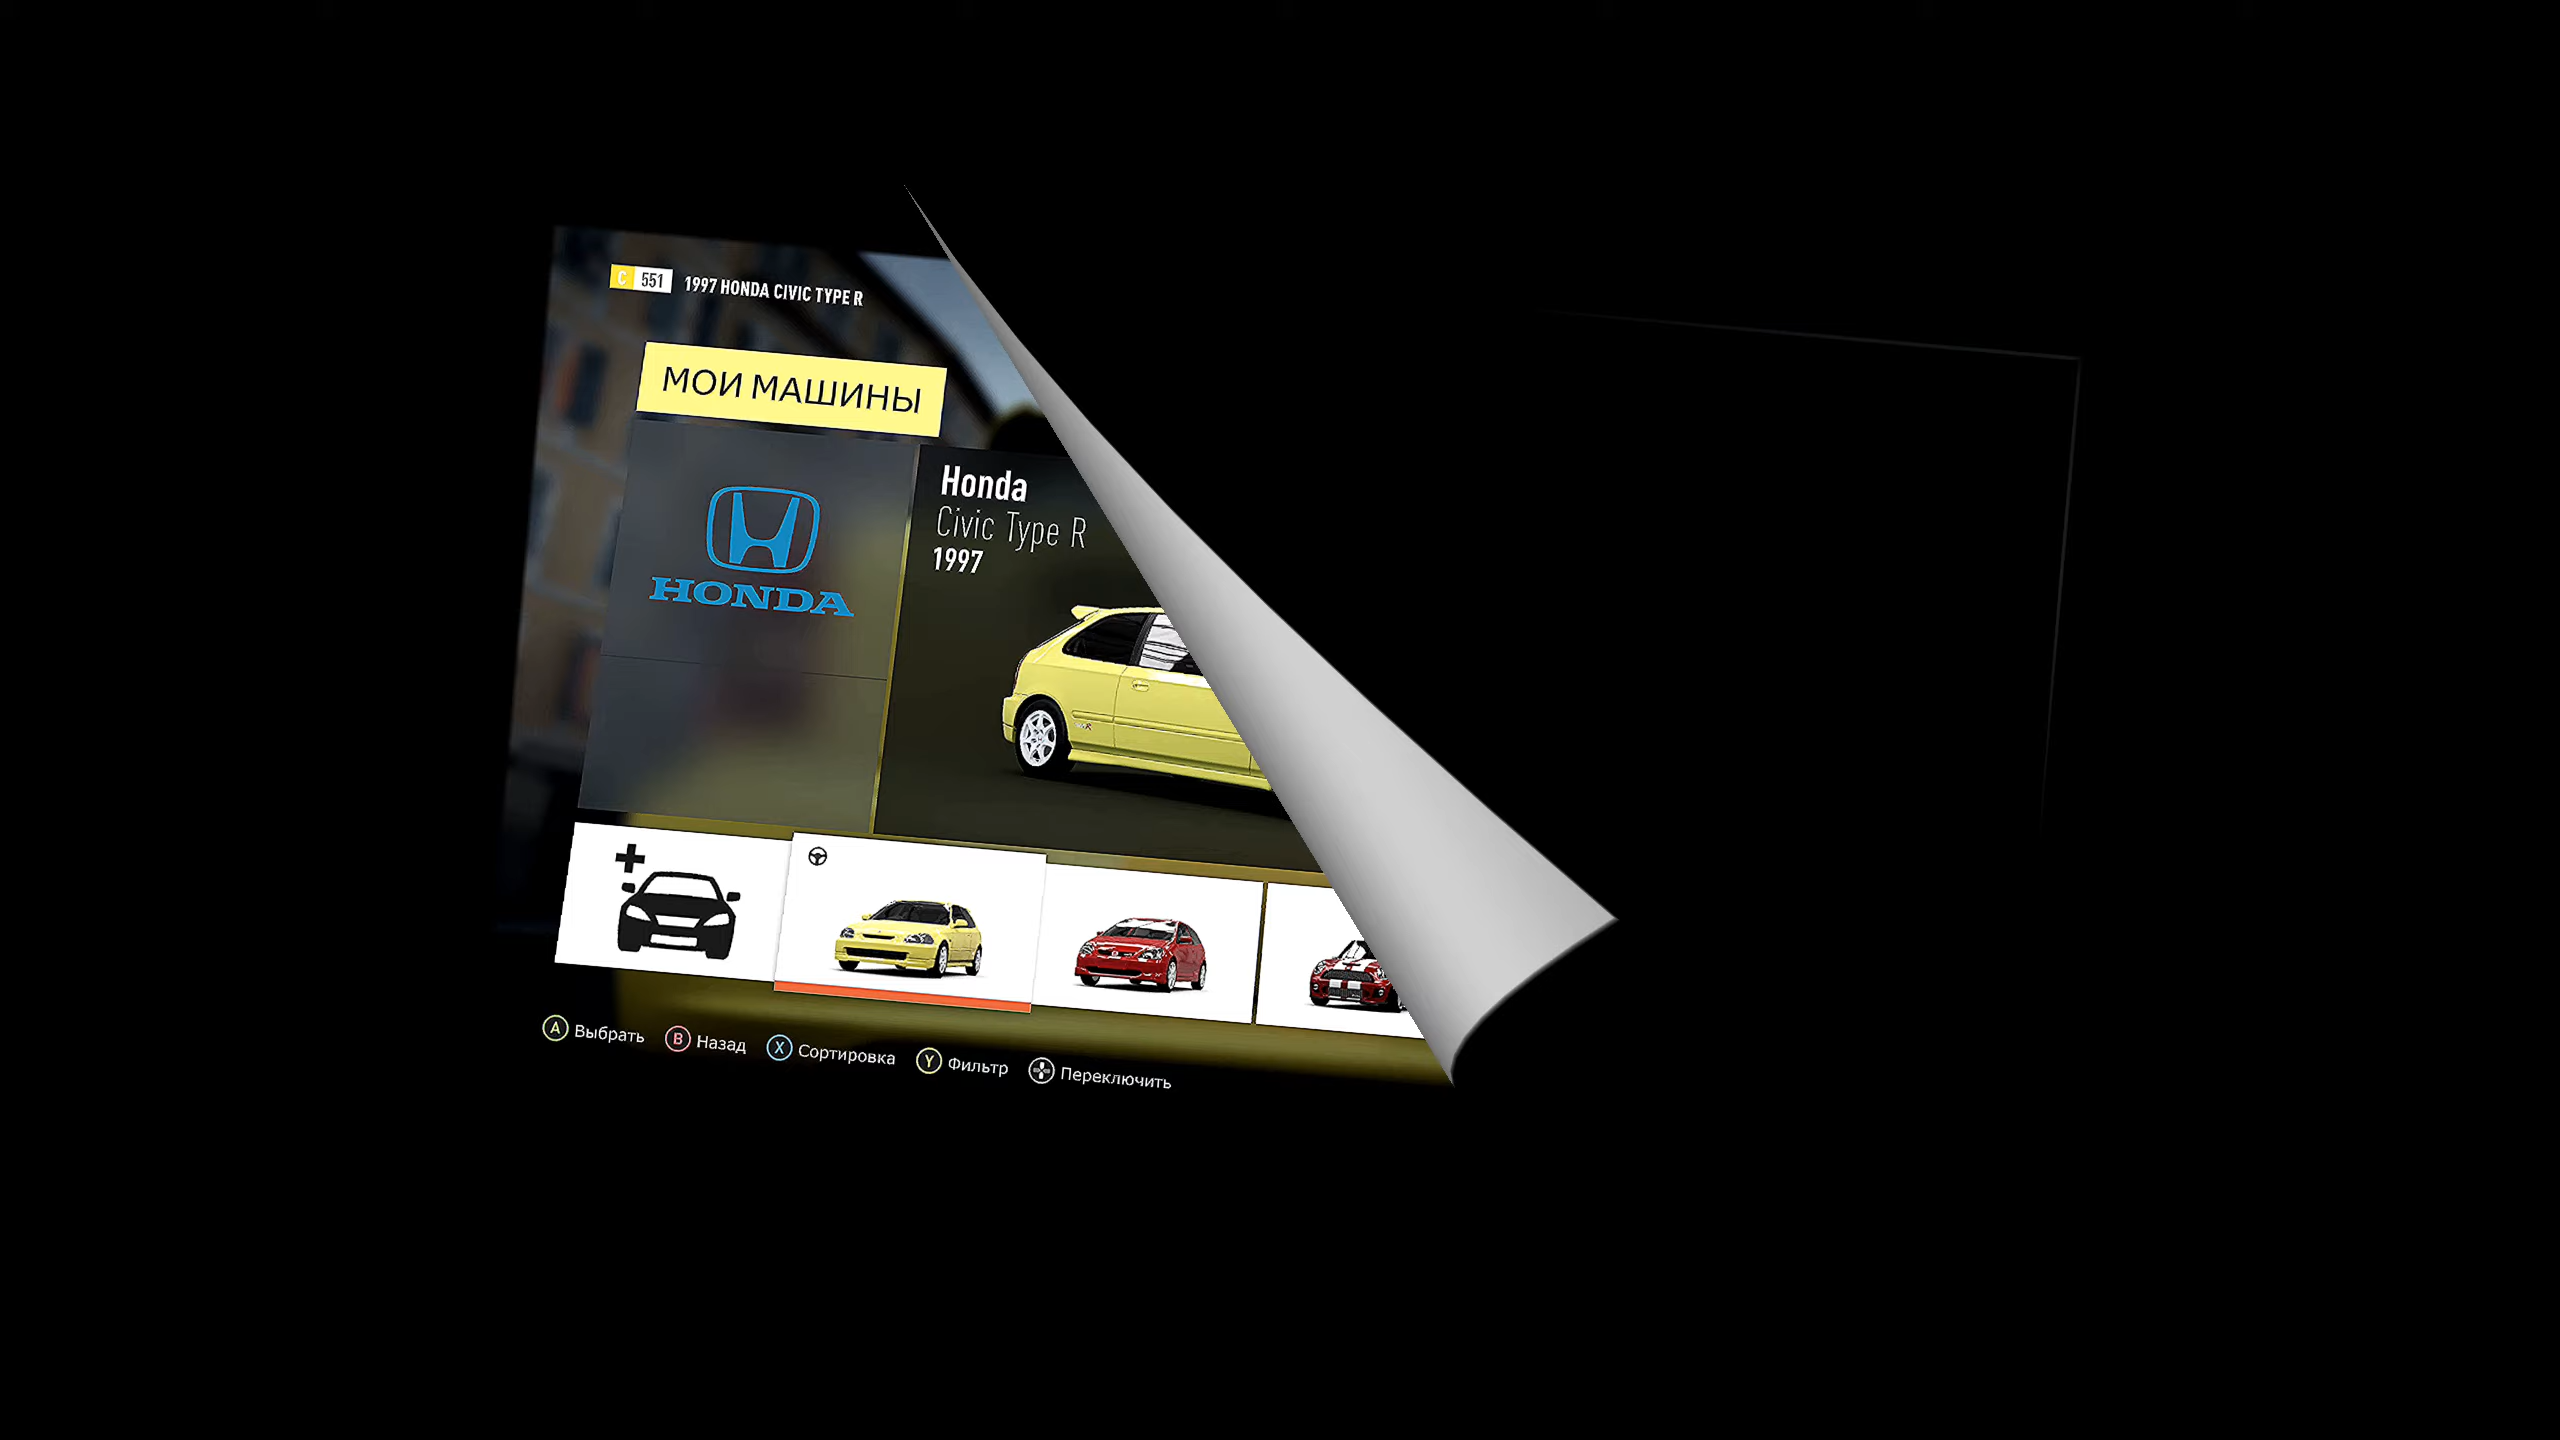 C 551 1997 HONDA CIVIC TYPE R
МОИ МАШИНЫ
HONDA
Honda
Civic Type R
1997
A Выбрать B Назад X Сортировка Y Фильтр Переключить